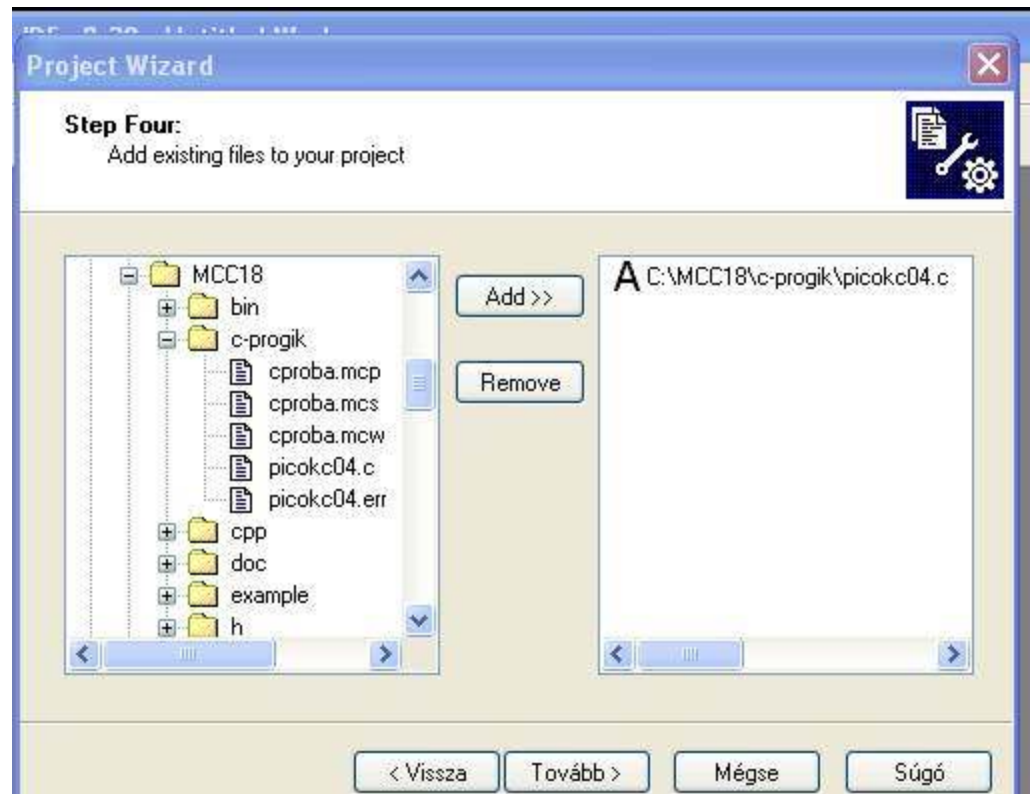 Project Wizard
Step Four:
Add existing files to your project
MCC18
bin
c-progik
cproba.mcp
cproba.mcs
cproba.mcw
picokc04.c
picokc04.err
cpp
doc
example
h
Add >>
Remove
A C:\MCC18\c-progik\picokc04.c
< Vissza
Tovább >
Mégse
Súgó